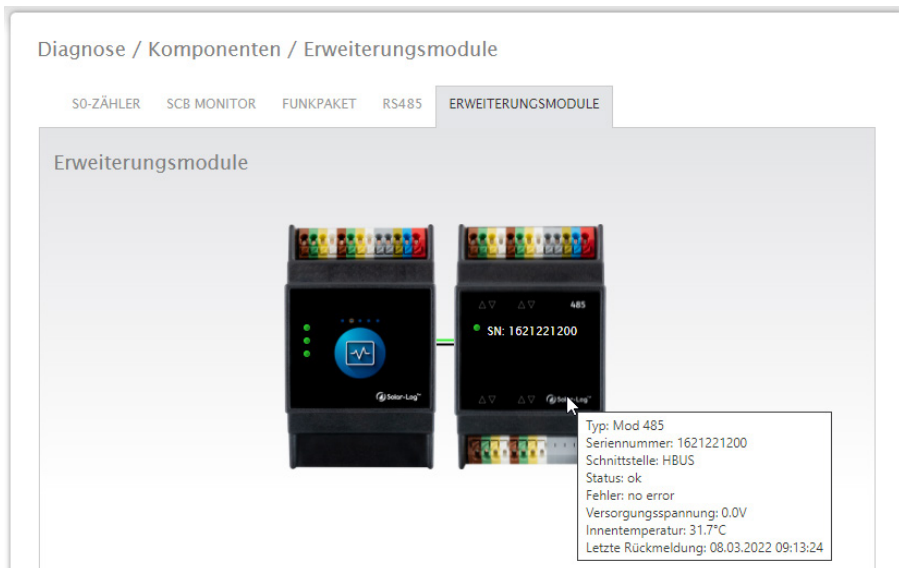 Diagnose / Komponenten / Erweiterungsmodule
S0-ZÄHLER SCB MONITOR FUNKPAKET RS485 ERWEITERUNGSMODULE
Erweiterungsmodule
485
SN: 1621221200
Solar-Log™
Solar-Log™
Typ: Mod 485
Seriennummer: 1621221200
Schnittstelle: HBUS
Status: ok
Fehler: no error
Versorgungsspannung: 0.0V
Innentemperatur: 31.7°C
Letzte Rückmeldung: 08.03.2022 09:13:24